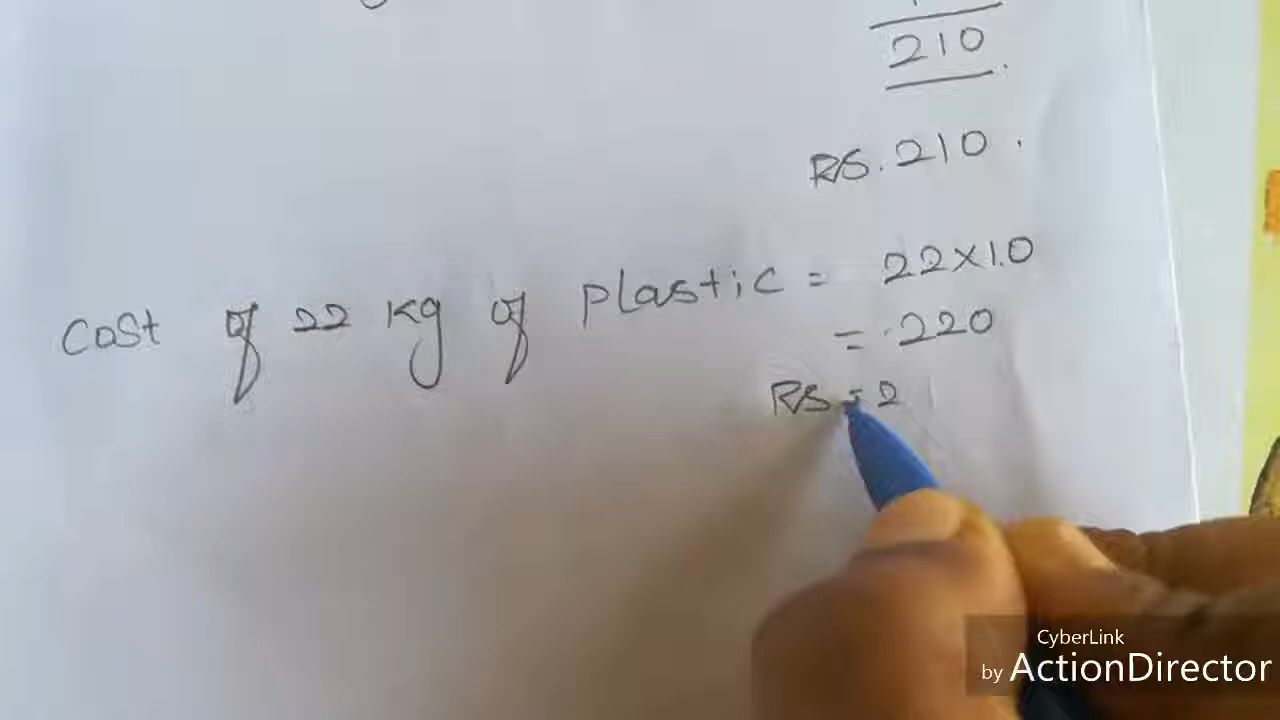 210
RS. 210.
Cost of 22 Kg of Plastic = 22×10
= 220
RS = 2
CyberLink
by ActionDirector